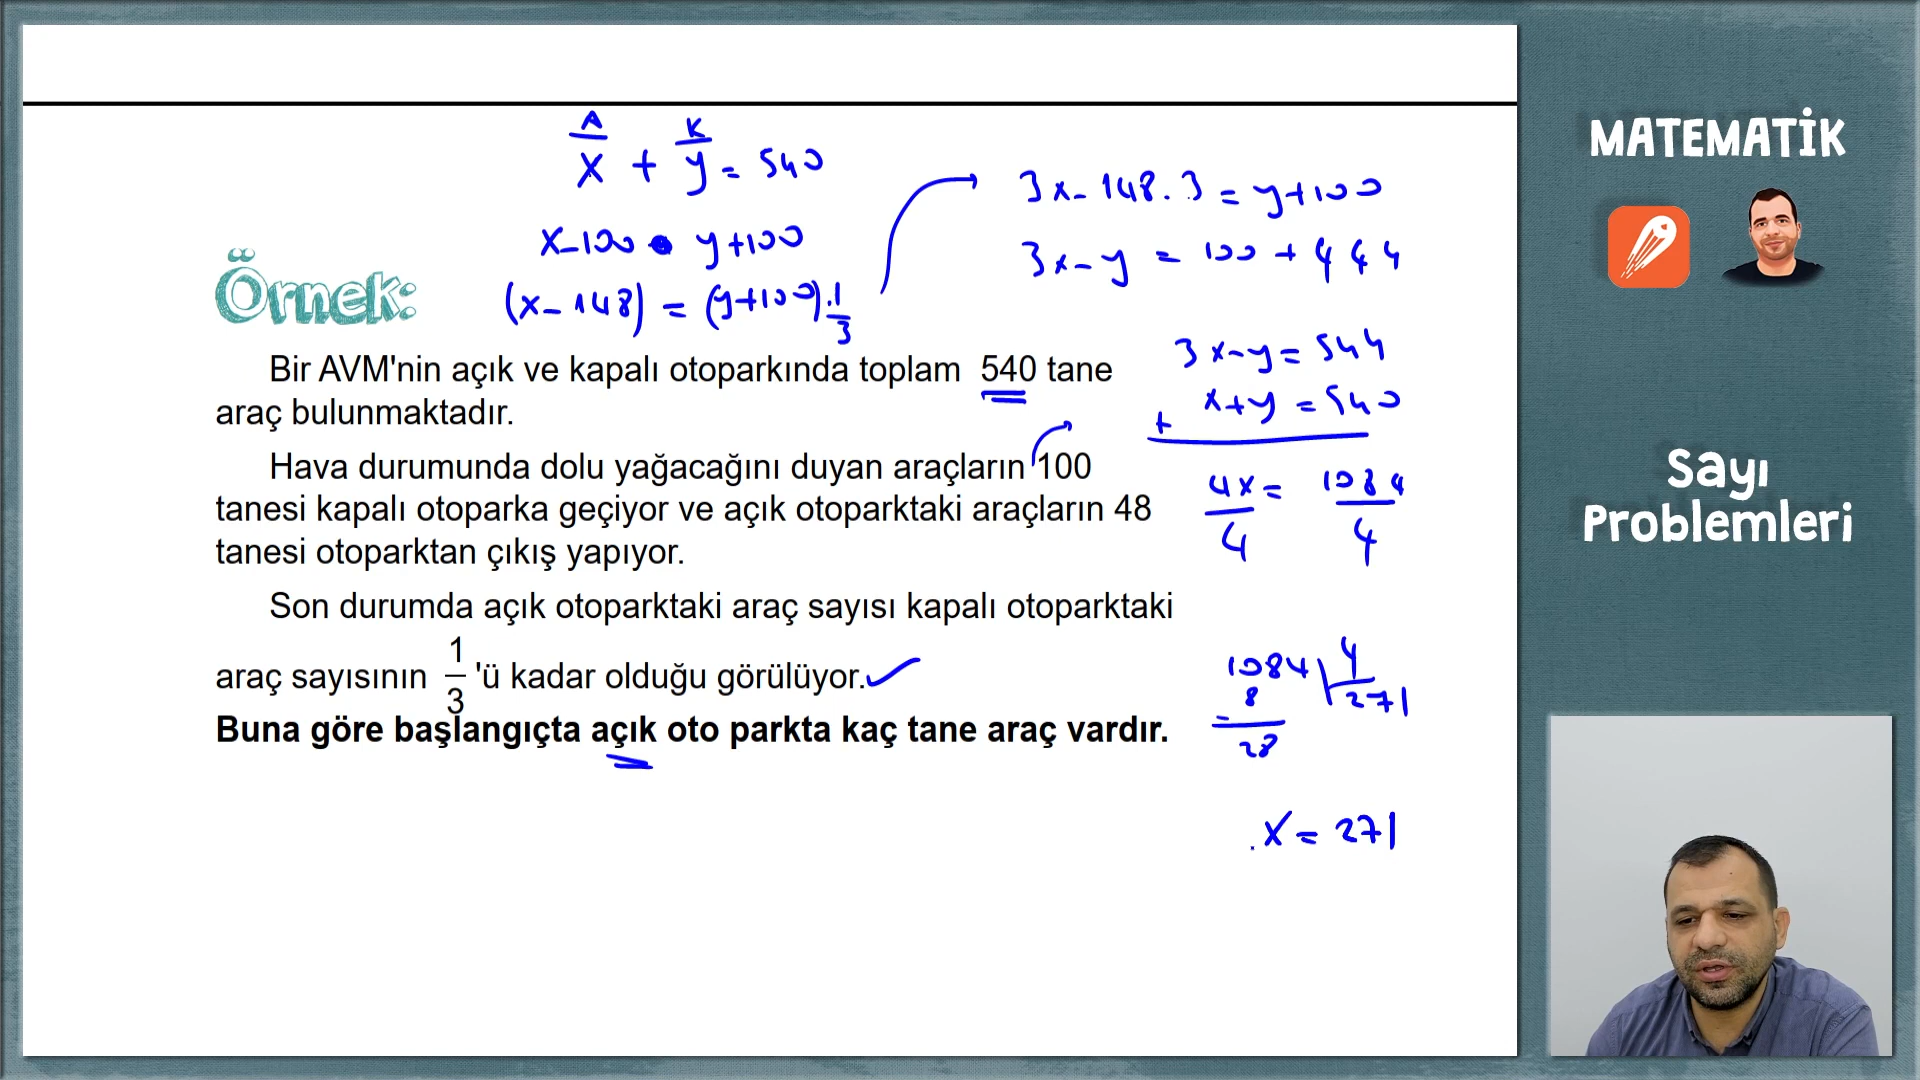 A K
x + y = 540
x-100 • y+100
(x-148) = (y+100).1/3
Örnek:
Bir AVM'nin açık ve kapalı otoparkında toplam 540 tane
araç bulunmaktadır.
Hava durumunda dolu yağacağını duyan araçların 100
tanesi kapalı otoparka geçiyor ve açık otoparktaki araçların 48
tanesi otoparktan çıkış yapıyor.
Son durumda açık otoparktaki araç sayısı kapalı otoparktaki
araç sayısının 1/3 'ü kadar olduğu görülüyor.
Buna göre başlangıçta açık oto parkta kaç tane araç vardır.
3x-148.3 = y+100
3x-y = 100+444
3x-y = 544
+ x+y = 540
4x/4 = 1084/4
1084 | 4
- 8 271
28
x = 271
MATEMATİK
Sayı
Problemleri